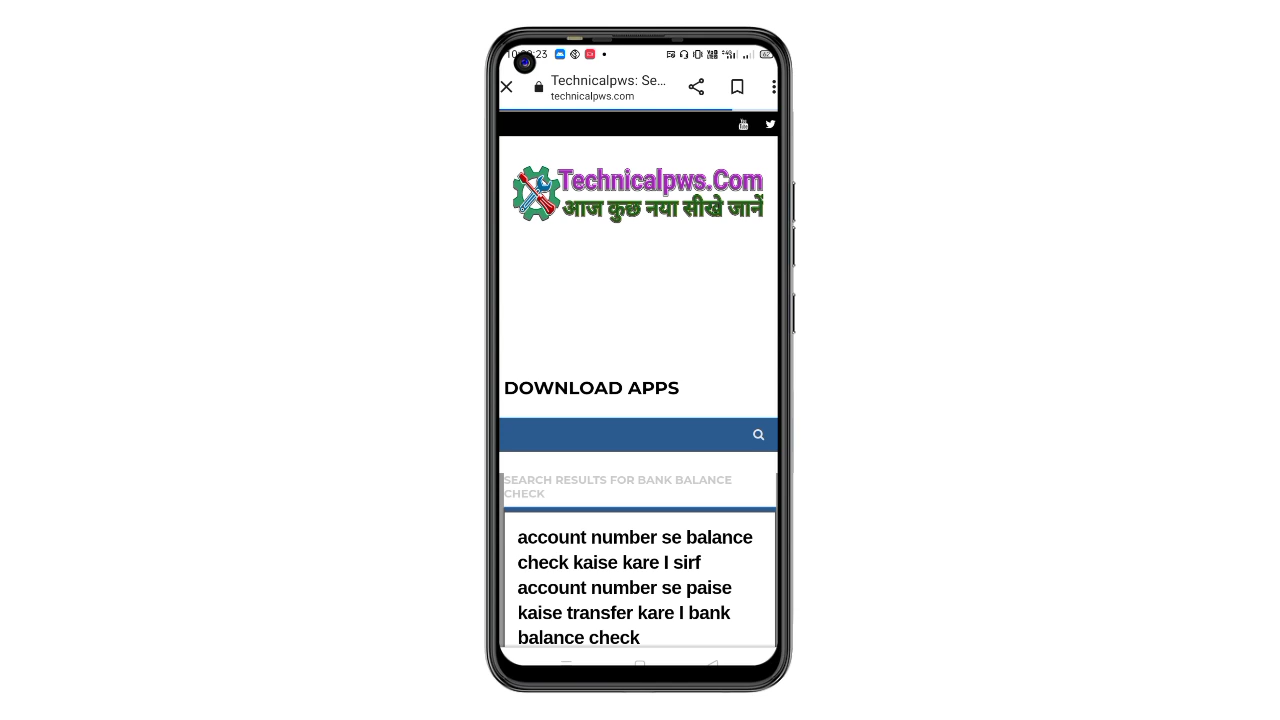 Technicalpws: Se...
technicalpws.com
Technicalpws.Com
आज कुछ नया सीखे जानें
DOWNLOAD APPS
SEARCH RESULTS FOR BANK BALANCE
CHECK
account number se balance
check kaise kare I sirf
account number se paise
kaise transfer kare I bank
balance check